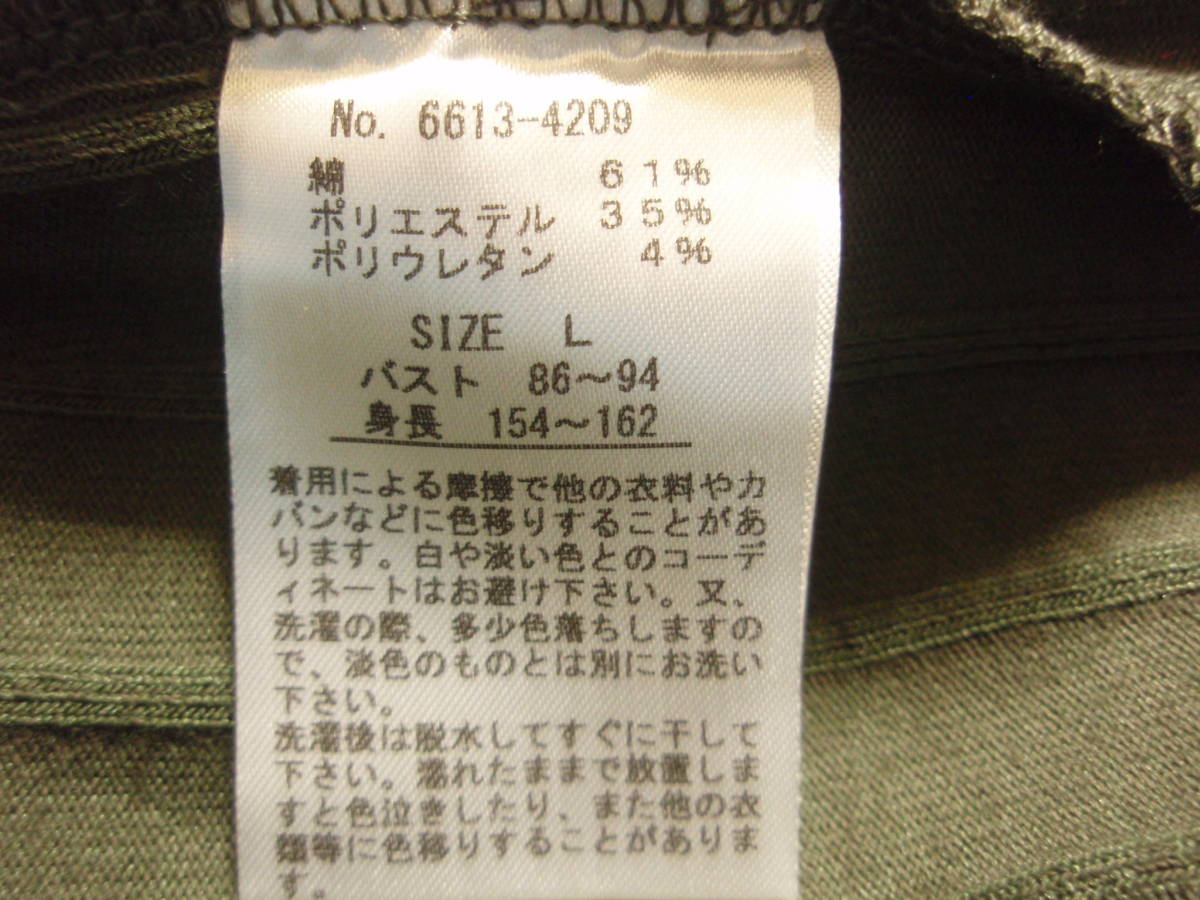 No. 6613-4209
綿 61%
ポリエステル 35%
ポリウレタン 4%
SIZE L
バスト 86～94
身長 154～162
着用による摩擦で他の衣料やカ
バンなどに色移りすることがあ
ります。白や淡い色とのコーデ
ィネートはお避け下さい。又、
洗濯の際、多少色落ちしますの
で、淡色のものとは別にお洗い
下さい。
洗濯後は脱水してすぐに干して
下さい。濡れたままで放置しま
すと色泣きしたり、また他の衣
類等に色移りすることがありま
す。